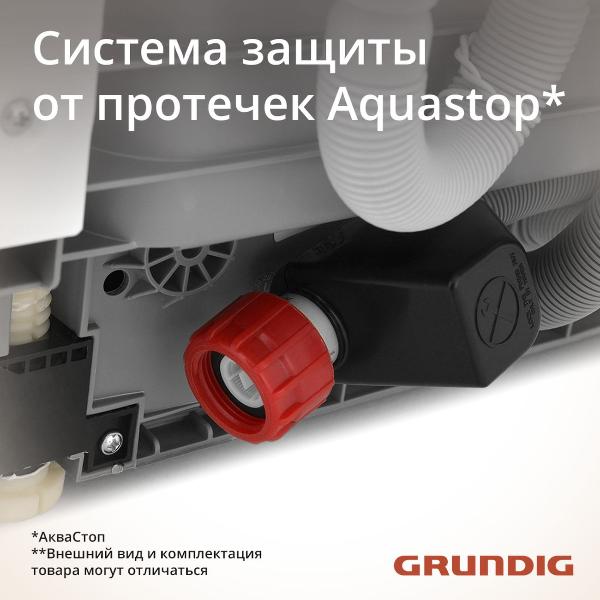 Система защиты
от протечек Aquastop*
*АкваСтоп
**Внешний вид и комплектация
товара могут отличаться
GRUNDIG